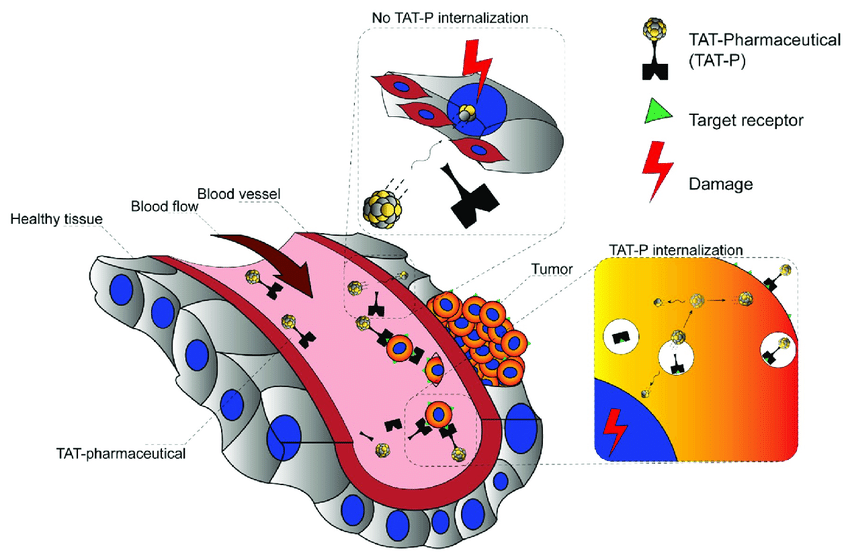 No TAT-P internalization
TAT-Pharmaceutical
(TAT-P)
Target receptor
Damage
Blood vessel
Blood flow
Healthy tissue
TAT-P internalization
Tumor
TAT-pharmaceutical